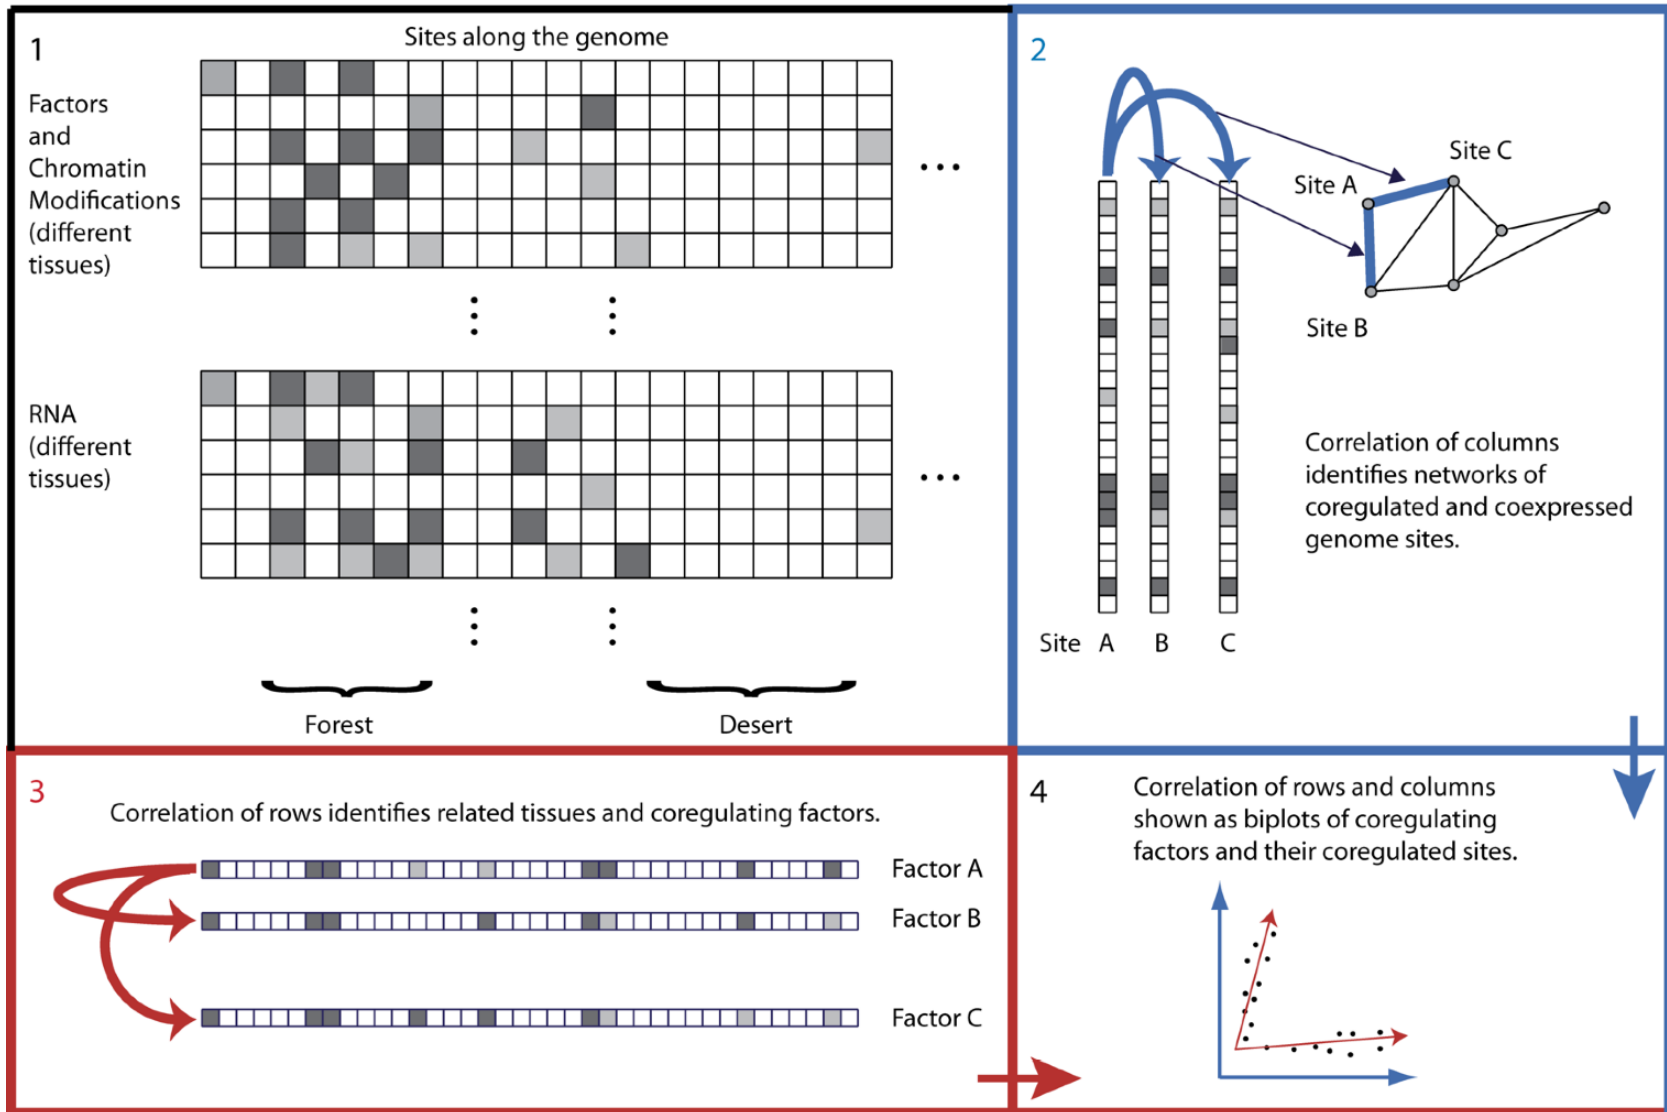 1
Sites along the genome
Factors
and
Chromatin
Modifications
(different
tissues)
...
RNA
(different
tissues)
...
Forest
Desert
2
Site C
Site A
Site B
Correlation of columns
identifies networks of
coregulated and coexpressed
genome sites.
Site A B C
3
Correlation of rows identifies related tissues and coregulating factors.
Factor A
Factor B
Factor C
4
Correlation of rows and columns
shown as biplots of coregulating
factors and their coregulated sites.